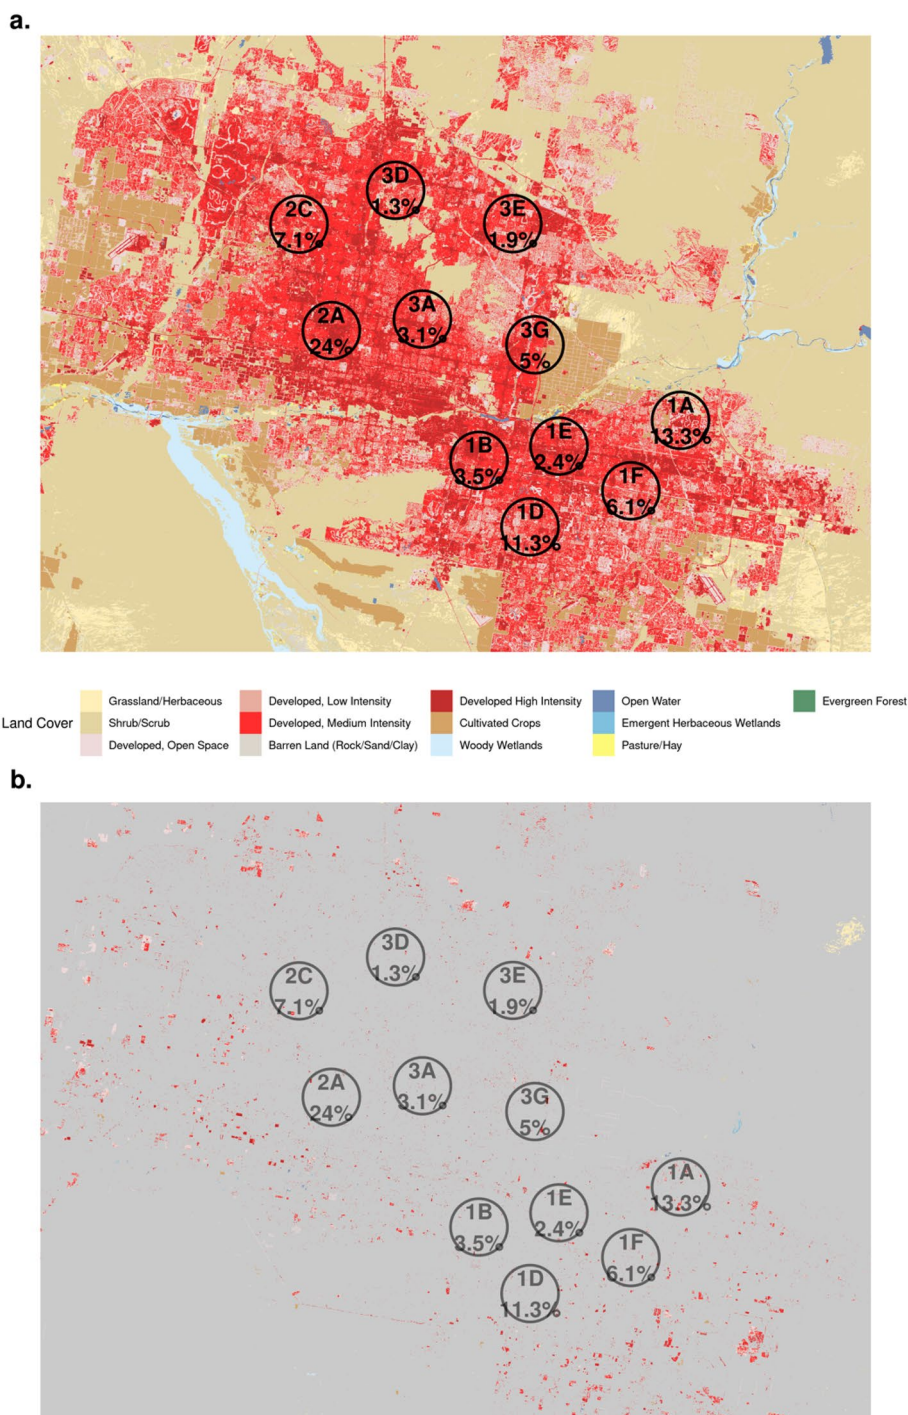 a.
3D
1.3%
2C
7.1%
3E
1.9%
2A
24%
3A
3.1%
3G
5%
1A
13.3%
1B
3.5%
1E
2.4%
1F
6.1%
1D
11.3%
Land Cover
Grassland/Herbaceous
Shrub/Scrub
Developed, Open Space
Developed, Low Intensity
Developed, Medium Intensity
Barren Land (Rock/Sand/Clay)
Developed High Intensity
Cultivated Crops
Woody Wetlands
Open Water
Emergent Herbaceous Wetlands
Pasture/Hay
Evergreen Forest
b.
3D
1.3%
2C
7.1%
3E
1.9%
2A
24%
3A
3.1%
3G
5%
1A
13.3%
1B
3.5%
1E
2.4%
1F
6.1%
1D
11.3%